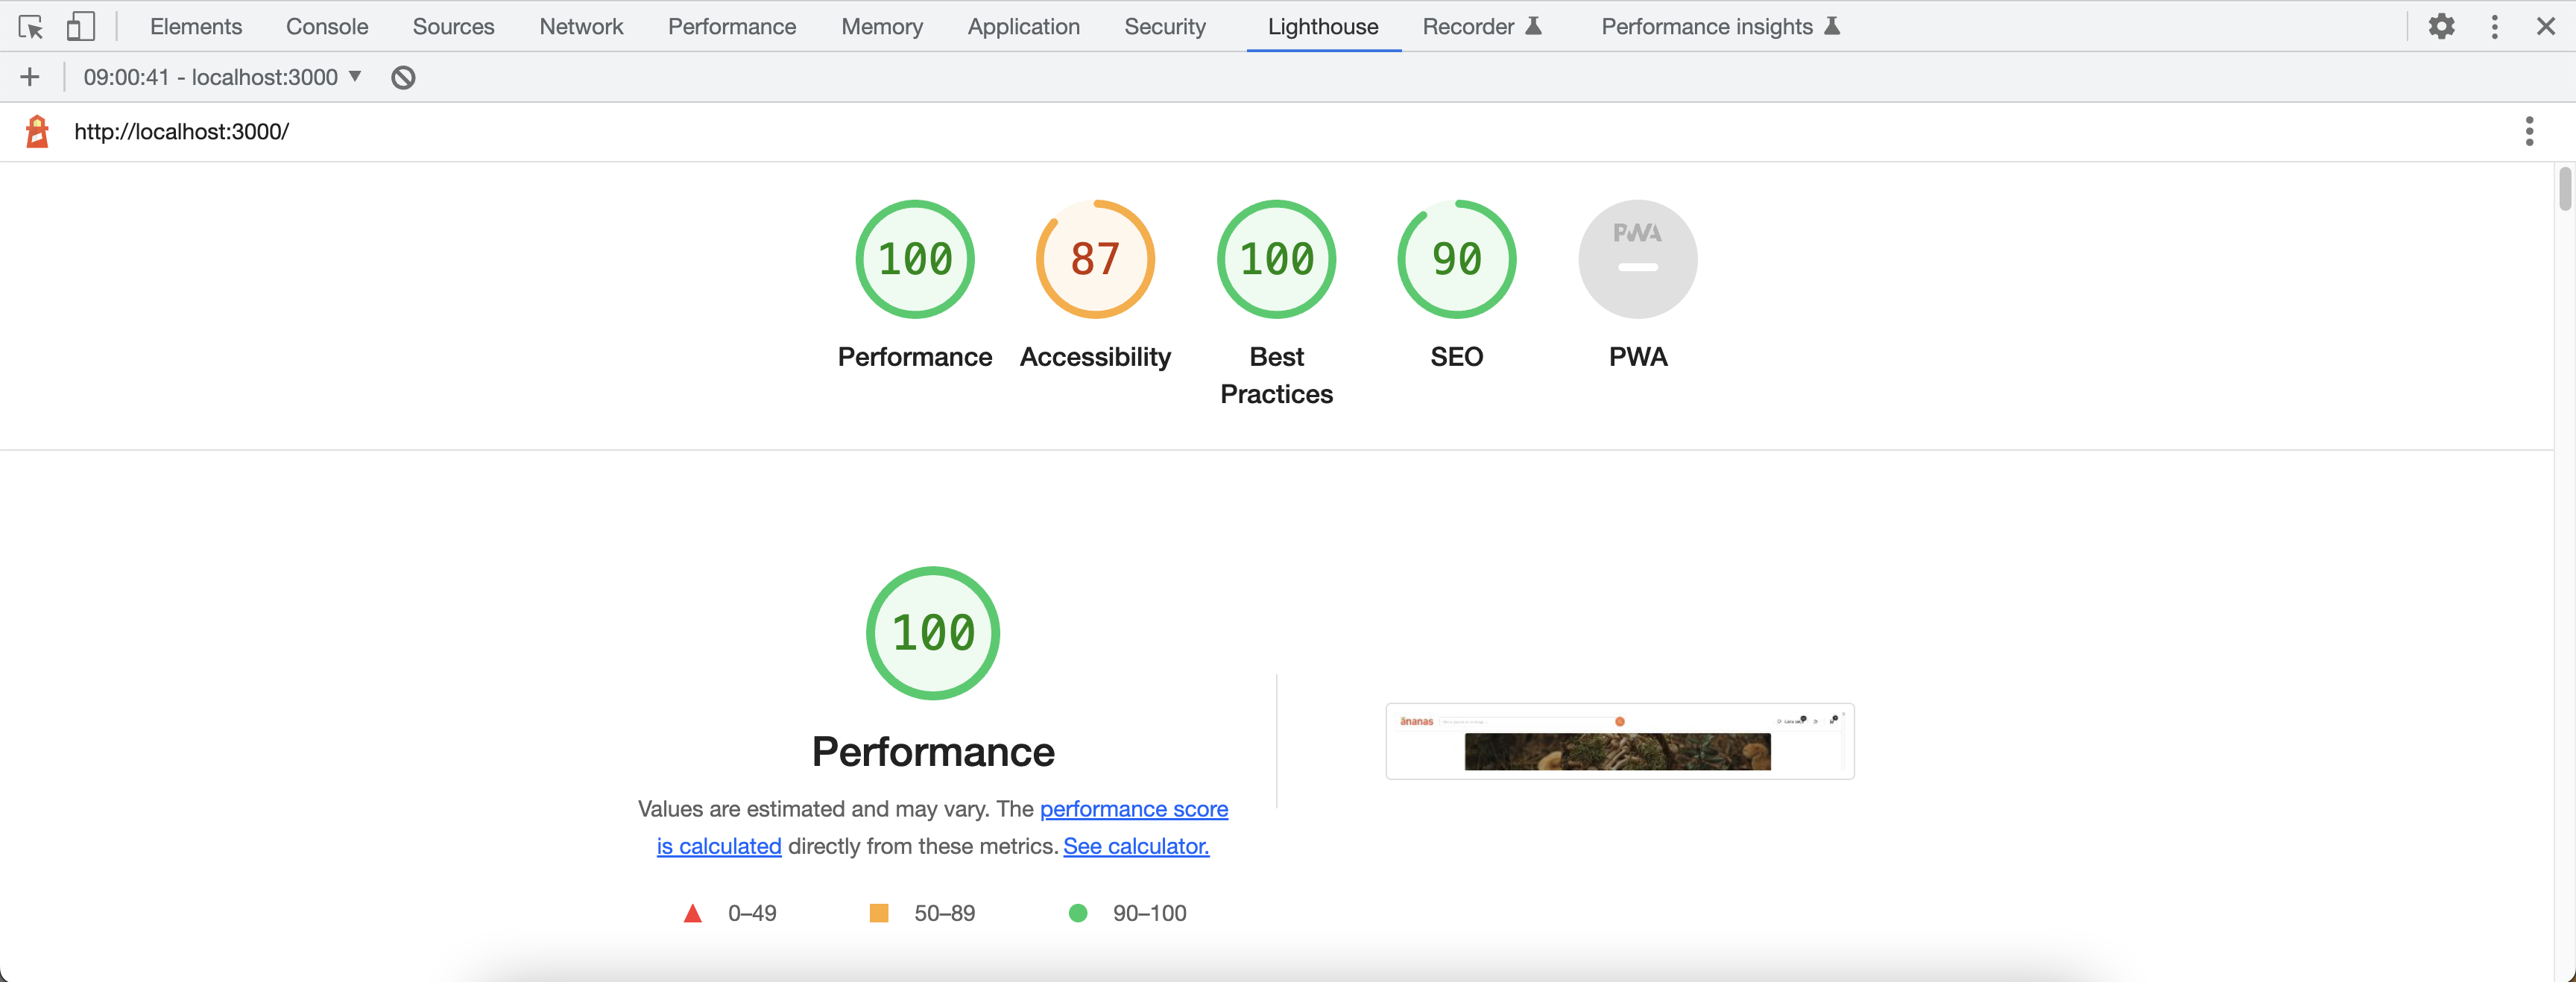 Elements Console Sources Network Performance Memory Application Security Lighthouse Recorder Performance insights
09:00:41 - localhost:3000
http://localhost:3000/
100 87 100 90 PWA
Performance Accessibility Best Practices SEO PWA
100
Performance
Values are estimated and may vary. The performance score
is calculated directly from these metrics. See calculator.
0–49 50–89 90–100
ananas